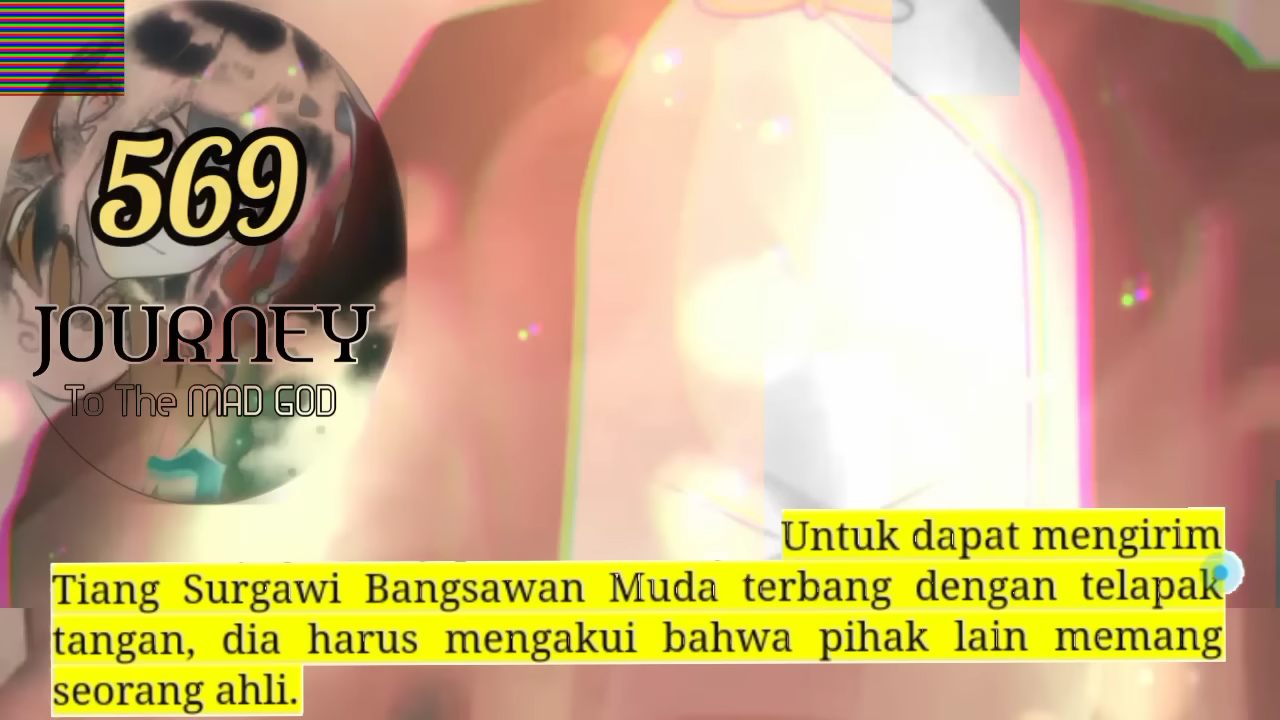 569
JOURNEY
To The MAD GOD
Untuk dapat mengirim
Tiang Surgawi Bangsawan Muda terbang dengan telapak
tangan, dia harus mengakui bahwa pihak lain memang
seorang ahli.